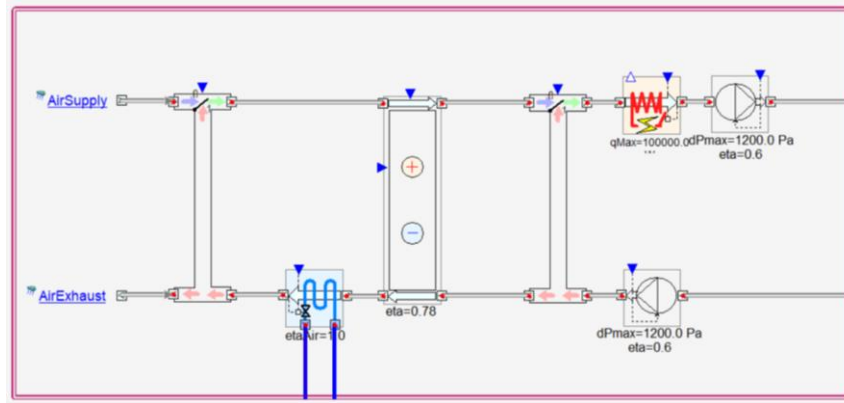 AirSupply
qMax=100000.0
dPmax=1200.0 Pa
eta=0.6
AirExhaust
etaAir=1.0
eta=0.78
dPmax=1200.0 Pa
eta=0.6